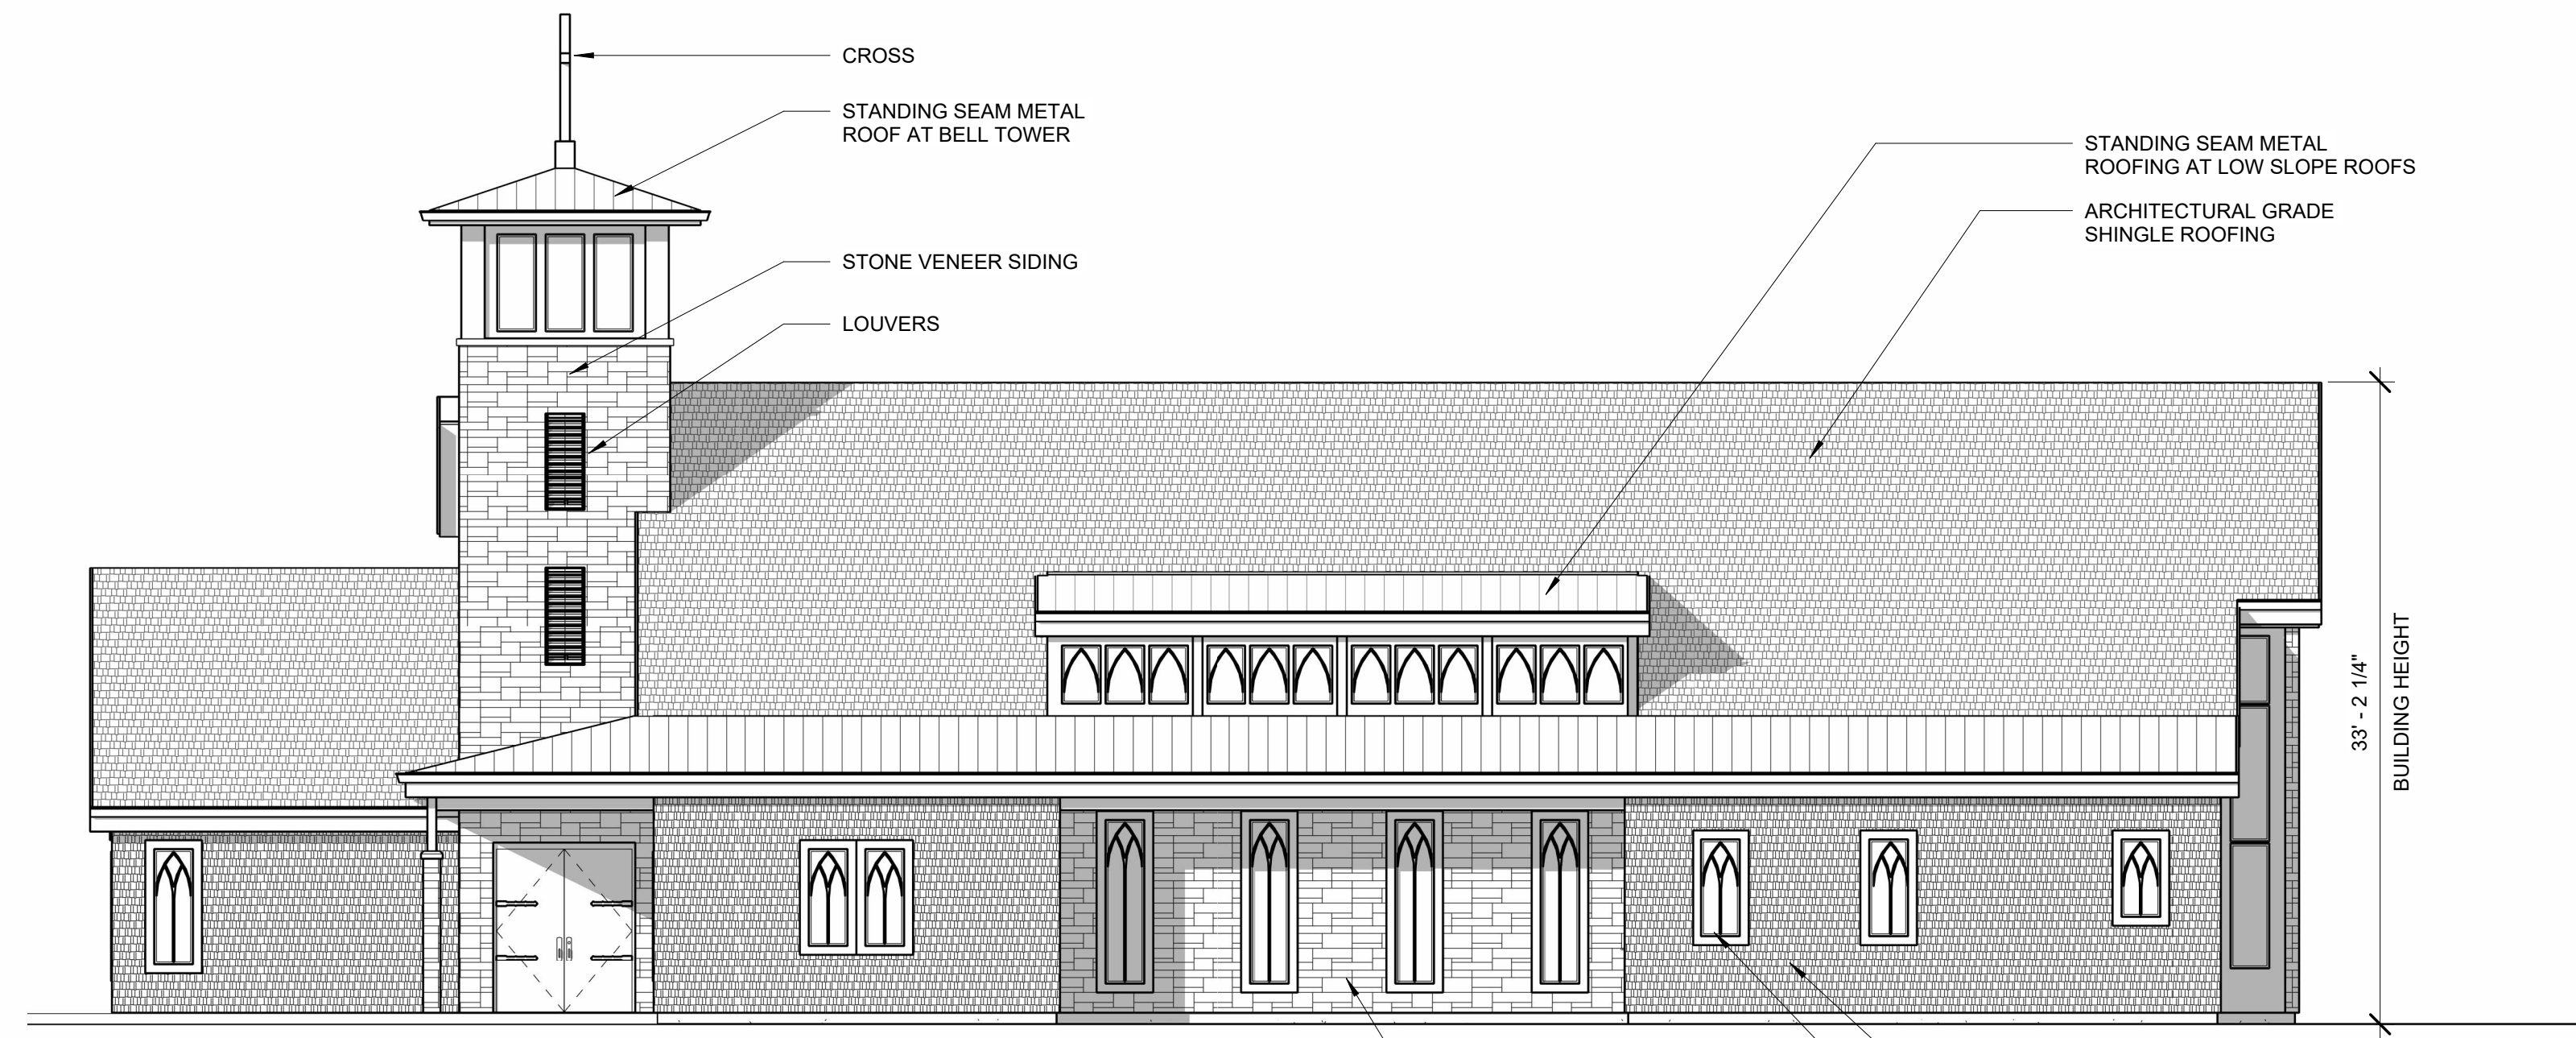 CROSS
STANDING SEAM METAL
ROOF AT BELL TOWER
STONE VENEER SIDING
LOUVERS
STANDING SEAM METAL
ROOFING AT LOW SLOPE ROOFS
ARCHITECTURAL GRADE
SHINGLE ROOFING
33' - 2 1/4"
BUILDING HEIGHT